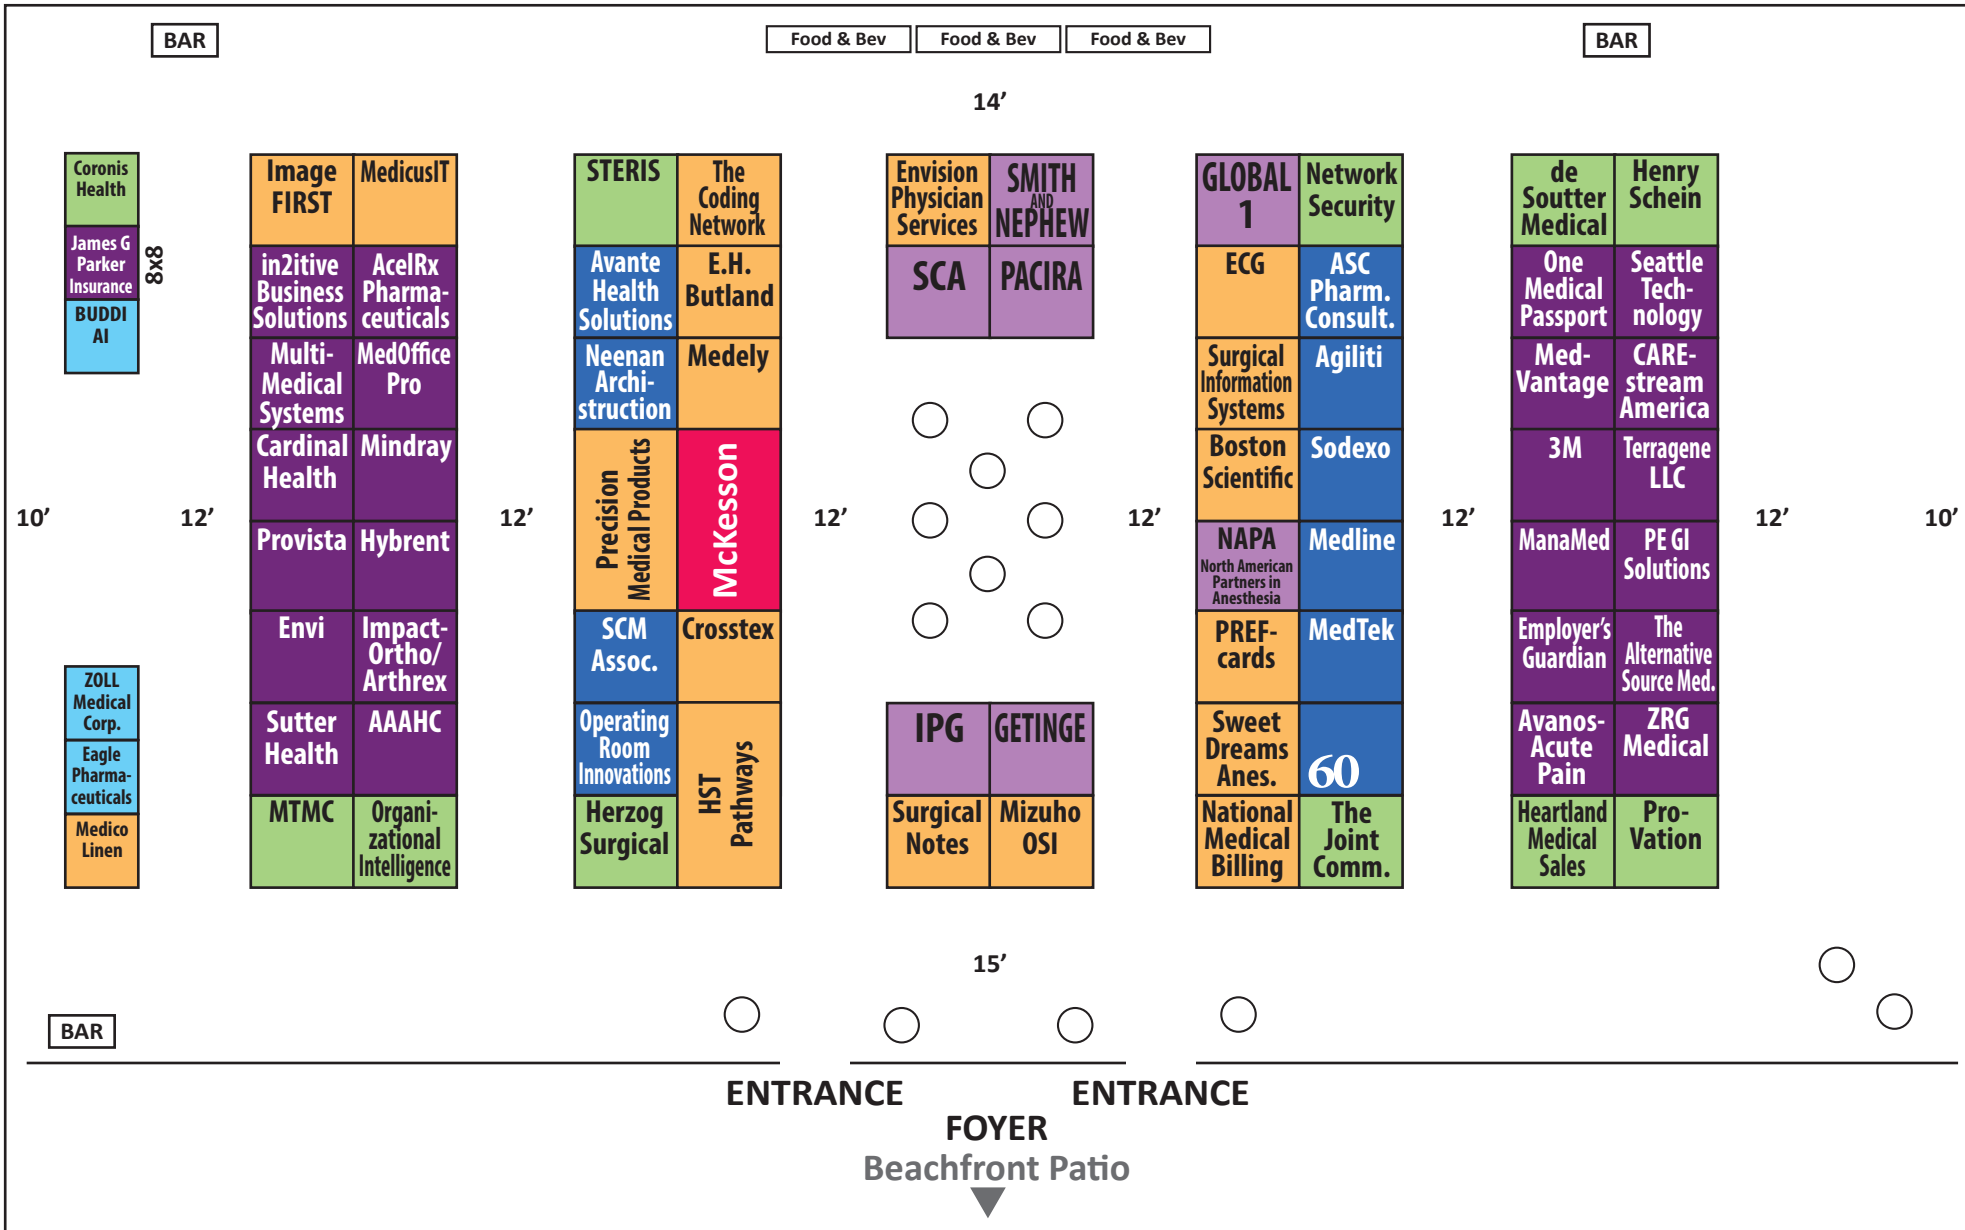 BAR
Food & Bev
Food & Bev
Food & Bev
BAR
14’
Coronis
Health
James G
Parker
Insurance
BUDDI
AI
8x8
ZOLL
Medical
Corp.
Eagle
Pharma-
ceuticals
Medico
Linen
Image
FIRST
MedicusIT
in2itive
Business
Solutions
AcelRx
Pharma-
ceuticals
Multi-
Medical
Systems
MedOffice
Pro
Cardinal
Health
Mindray
Provista
Hybrent
Envi
Impact-
Ortho/
Arthrex
Sutter
Health
AAAHC
MTMC
Organi-
zational
Intelligence
STERIS
The
Coding
Network
Avante
Health
Solutions
E.H.
Butland
Neenan
Archi-
struction
Medely
Precision
Medical Products
McKesson
SCM
Assoc.
Crosstex
Operating
Room
Innovations
HST
Pathways
Herzog
Surgical
Envision
Physician
Services
SMITH
AND
NEPHEW
SCA
PACIRA
IPG
GETINGE
Surgical
Notes
Mizuho
OSI
GLOBAL
1
Network
Security
ECG
ASC
Pharm.
Consult.
Surgical
Information
Systems
Agiliti
Boston
Scientific
Sodexo
NAPA
North American
Partners in
Anesthesia
Medline
PREF-
cards
MedTek
Sweet
Dreams
Anes.
60
National
Medical
Billing
The
Joint
Comm.
de
Soutter
Medical
Henry
Schein
One
Medical
Passport
Seattle
Tech-
nology
Med-
Vantage
CARE-
stream
America
3M
Terragene
LLC
ManaMed
PE GI
Solutions
Employer’s
Guardian
The
Alternative
Source Med.
Avanos-
Acute
Pain
ZRG
Medical
Heartland
Medical
Sales
Pro-
Vation
10’
12’
12’
12’
12’
12’
12’
10’
15’
BAR
ENTRANCE
ENTRANCE
FOYER
Beachfront Patio